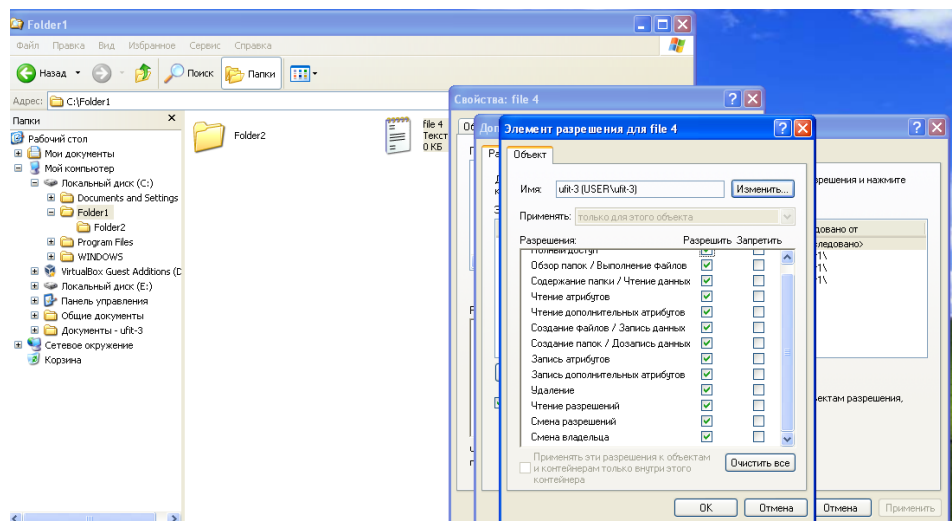 Folder1
Файл Правка Вид Избранное Сервис Справка
Назад Поиск Папки
Адрес: C:\Folder1
Папки
Рабочий стол
Мои документы
Мой компьютер
Локальный диск (C:)
Documents and Settings
Folder1
Folder2
Program Files
WINDOWS
VirtualBox Guest Additions (D
Локальный диск (E:)
Панель управления
Общие документы
Документы - ufit-3
Сетевое окружение
Корзина
Folder2
file 4
Текст
0 КБ
Свойства: file 4
Доп
Элемент разрешения для file 4
Объект
Имя: ufit-3 (USER\ufit-3) Изменить...
Применять: только для этого объекта
Разрешения: Разрешить Запретить
Полный доступ
Обзор папок / Выполнение файлов
Содержание папки / Чтение данных
Чтение атрибутов
Чтение дополнительных атрибутов
Создание файлов / Запись данных
Создание папок / Дозапись данных
Запись атрибутов
Запись дополнительных атрибутов
Удаление
Чтение разрешений
Смена разрешений
Смена владельца
Применять эти разрешения к объектам
и контейнерам только внутри этого
контейнера
Очистить все
OK Отмена
зрешения и нажмите
довано от
следовано>
r1\
r1\
ектам разрешения,
Отмена Применить